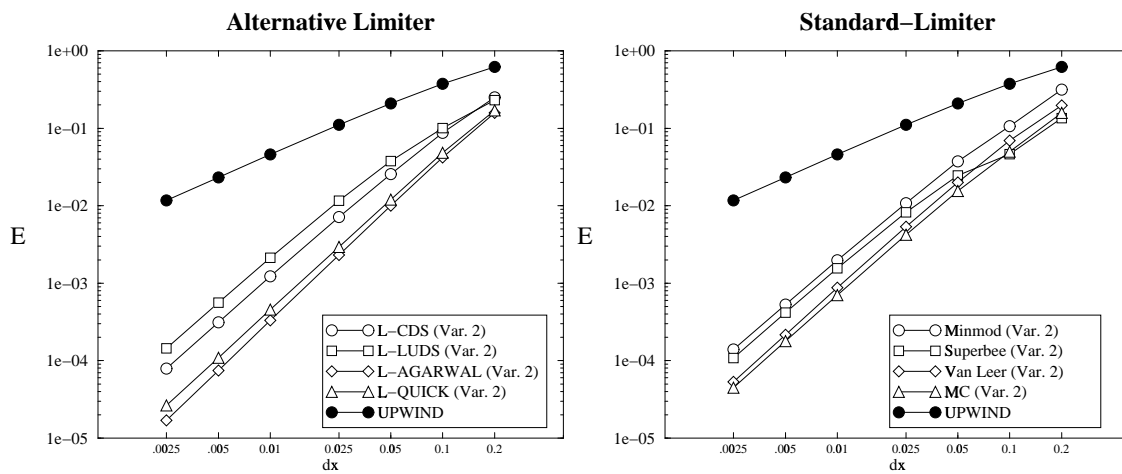 Alternative Limiter
1e+00
1e−01
1e−02
1e−03
1e−04
1e−05
E
.0025 .005 0.01 0.025 0.05 0.1 0.2
dx
L−CDS (Var. 2)
L−LUDS (Var. 2)
L−AGARWAL (Var. 2)
L−QUICK (Var. 2)
UPWIND
Standard−Limiter
1e+00
1e−01
1e−02
1e−03
1e−04
1e−05
E
.0025 .005 0.01 0.025 0.05 0.1 0.2
dx
Minmod (Var. 2)
Superbee (Var. 2)
Van Leer (Var. 2)
MC (Var. 2)
UPWIND